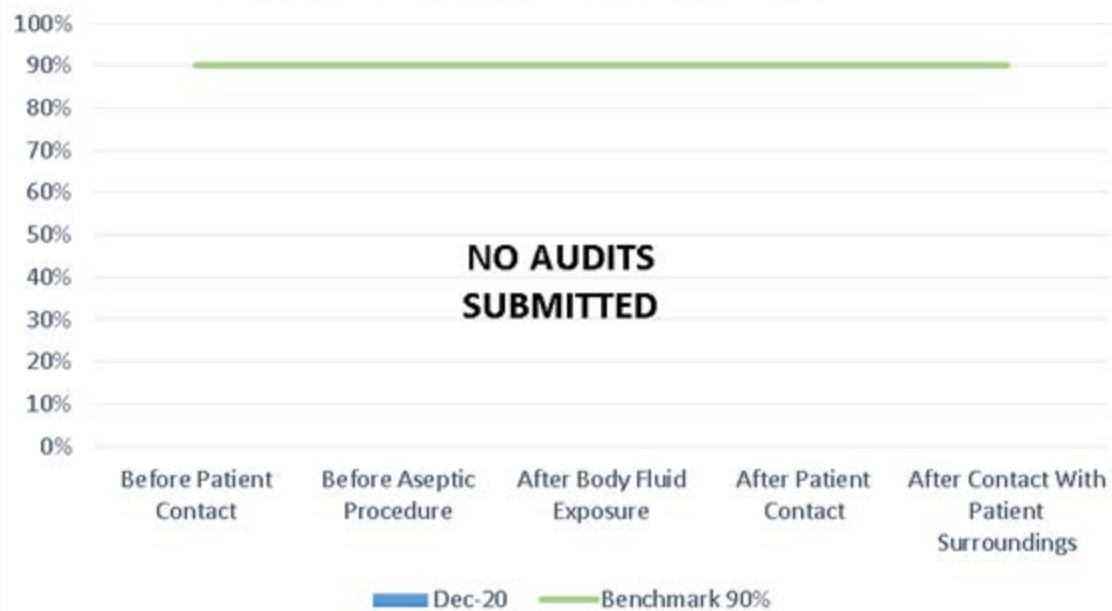 100%
90%
80%
70%
60%
50%
40%
30%
20%
10%
0%
NO AUDITS
SUBMITTED
Before Patient
Contact
Before Aseptic
Procedure
After Body Fluid
Exposure
After Patient
Contact
After Contact With
Patient
Surroundings
Dec-20
Benchmark 90%